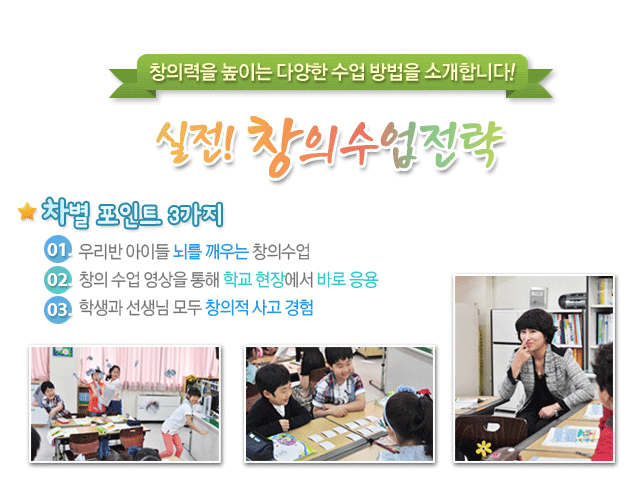 창의력을 높이는 다양한 수업 방법을 소개합니다!
실전! 창의수업전략
차별 포인트 3가지
01. 우리반 아이들 뇌를 깨우는 창의수업
02. 창의 수업 영상을 통해 학교 현장에서 바로 응용
03. 학생과 선생님 모두 창의적 사고 경험